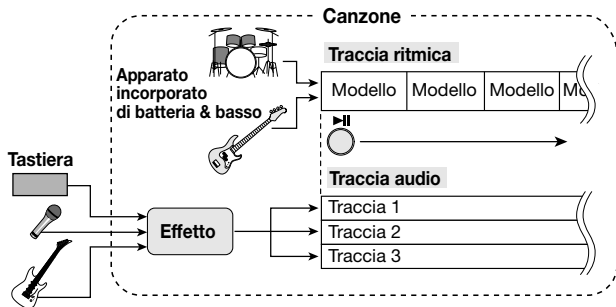 Canzone
Traccia ritmica
Apparato
incorporato
di batteria & basso
Modello Modello Modello
Tastiera
Traccia audio
Effetto
Traccia 1
Traccia 2
Traccia 3